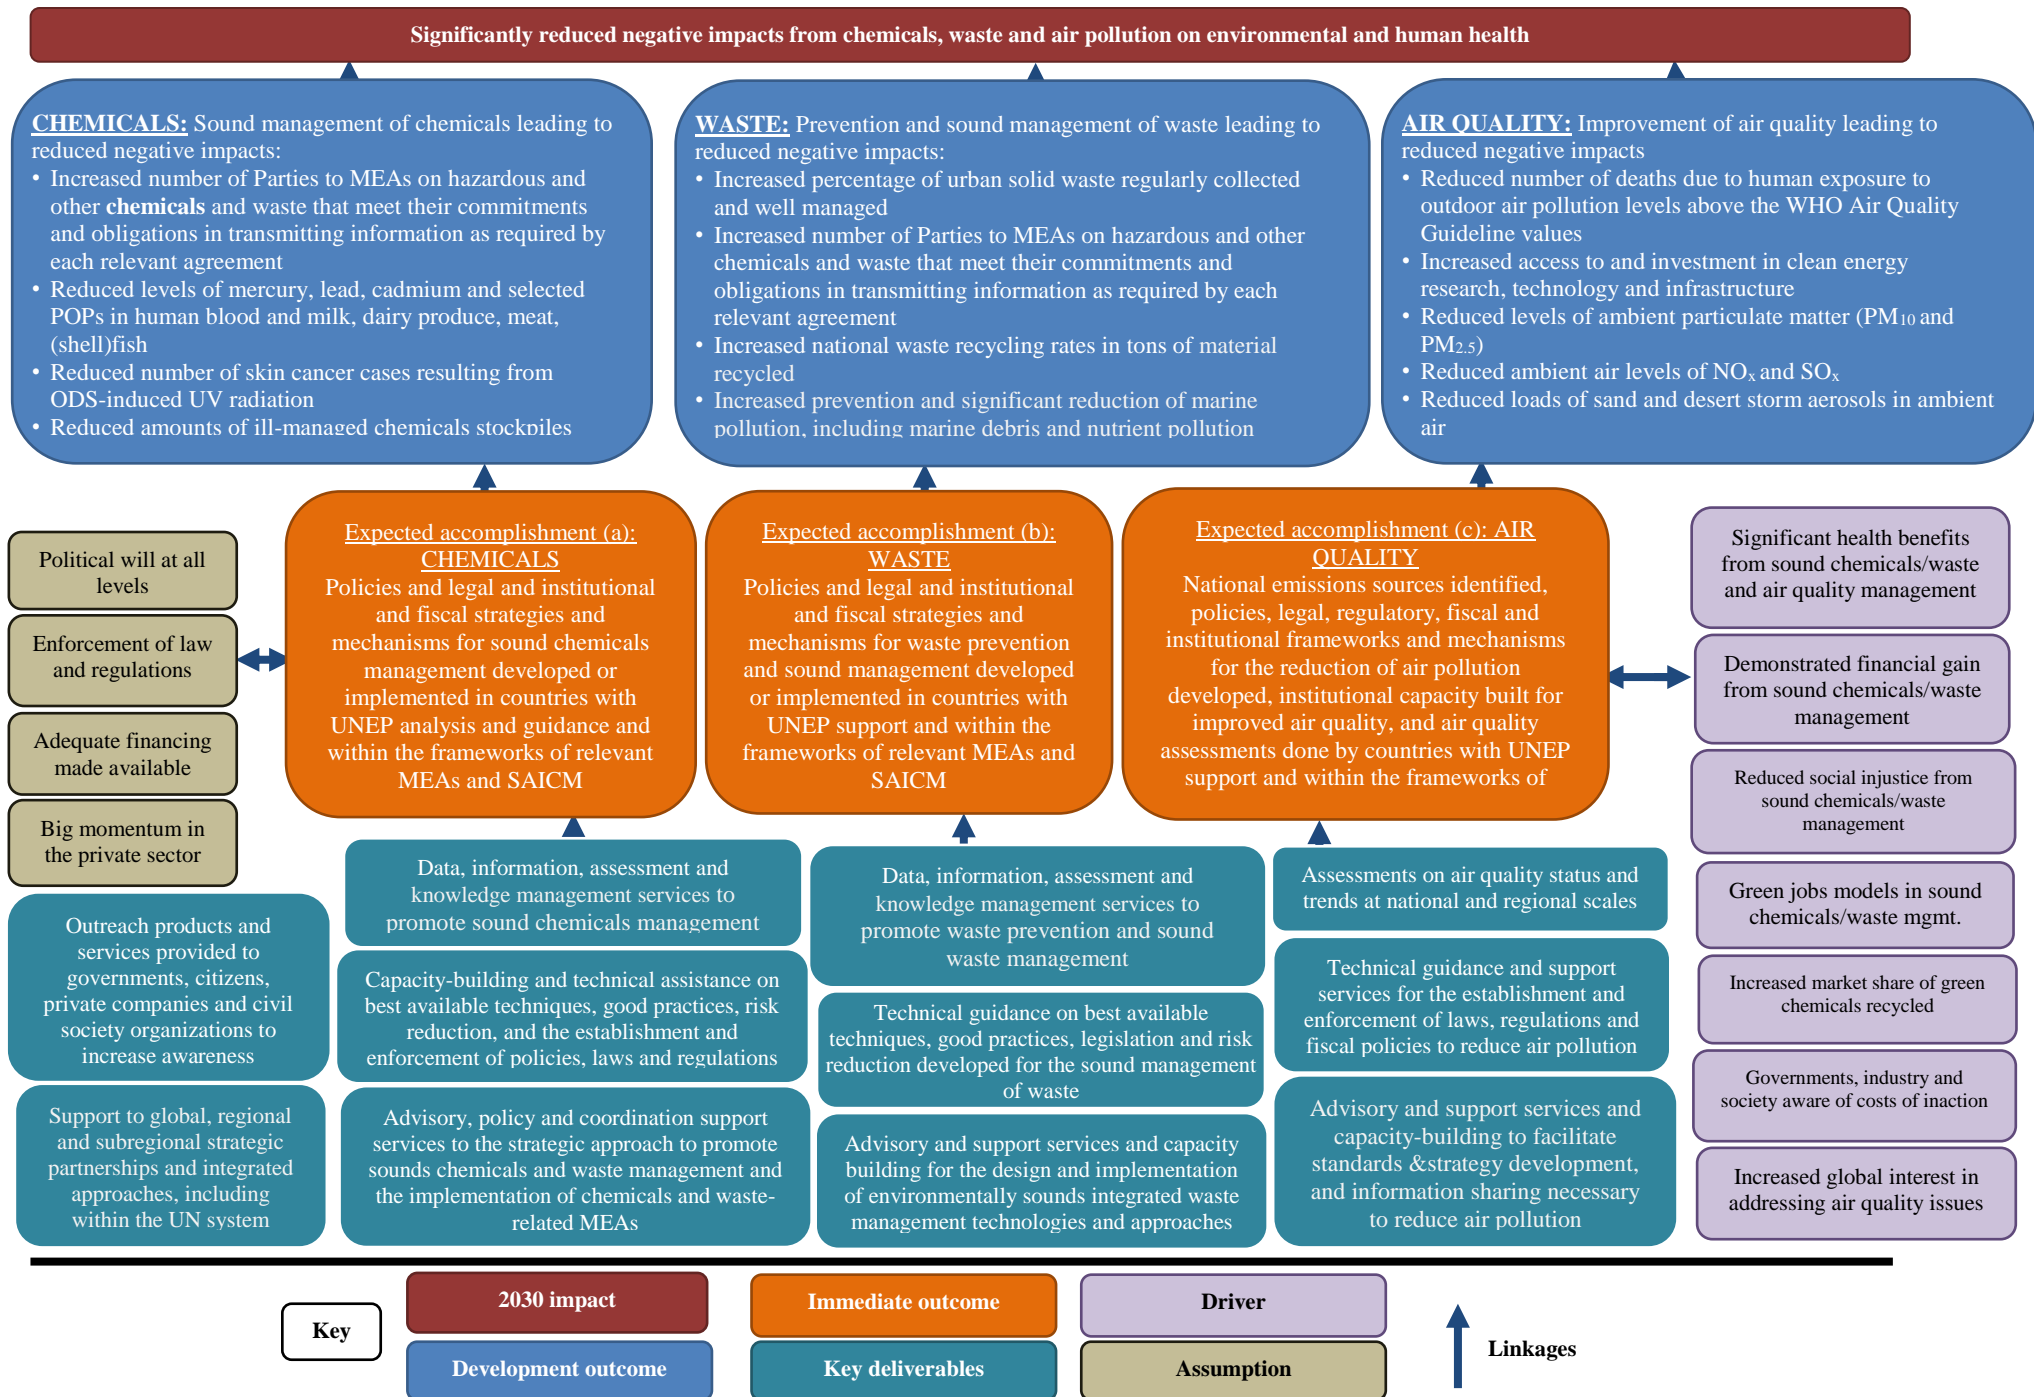 Significantly reduced negative impacts from chemicals, waste and air pollution on environmental and human health
CHEMICALS: Sound management of chemicals leading to
reduced negative impacts:
• Increased number of Parties to MEAs on hazardous and
other chemicals and waste that meet their commitments
and obligations in transmitting information as required by
each relevant agreement
• Reduced levels of mercury, lead, cadmium and selected
POPs in human blood and milk, dairy produce, meat,
(shell)fish
• Reduced number of skin cancer cases resulting from
ODS-induced UV radiation
• Reduced amounts of ill-managed chemicals stockpiles
WASTE: Prevention and sound management of waste leading to
reduced negative impacts:
• Increased percentage of urban solid waste regularly collected
and well managed
• Increased number of Parties to MEAs on hazardous and other
chemicals and waste that meet their commitments and
obligations in transmitting information as required by each
relevant agreement
• Increased national waste recycling rates in tons of material
recycled
• Increased prevention and significant reduction of marine
pollution, including marine debris and nutrient pollution
AIR QUALITY: Improvement of air quality leading to
reduced negative impacts
• Reduced number of deaths due to human exposure to
outdoor air pollution levels above the WHO Air Quality
Guideline values
• Increased access to and investment in clean energy
research, technology and infrastructure
• Reduced levels of ambient particulate matter (PM10 and
PM2.5)
• Reduced ambient air levels of NOx and SOx
• Reduced loads of sand and desert storm aerosols in ambient
air
Political will at all
levels
Enforcement of law
and regulations
Adequate financing
made available
Big momentum in
the private sector
Expected accomplishment (a):
CHEMICALS
Policies and legal and institutional
and fiscal strategies and
mechanisms for sound chemicals
management developed or
implemented in countries with
UNEP analysis and guidance and
within the frameworks of relevant
MEAs and SAICM
Expected accomplishment (b):
WASTE
Policies and legal and institutional
and fiscal strategies and
mechanisms for waste prevention
and sound management developed
or implemented in countries with
UNEP support and within the
frameworks of relevant MEAs and
SAICM
Expected accomplishment (c): AIR
QUALITY
National emissions sources identified,
policies, legal, regulatory, fiscal and
institutional frameworks and mechanisms
for the reduction of air pollution
developed, institutional capacity built for
improved air quality, and air quality
assessments done by countries with UNEP
support and within the frameworks of
Significant health benefits
from sound chemicals/waste
and air quality management
Demonstrated financial gain
from sound chemicals/waste
management
Reduced social injustice from
sound chemicals/waste
management
Green jobs models in sound
chemicals/waste mgmt.
Increased market share of green
chemicals recycled
Governments, industry and
society aware of costs of inaction
Increased global interest in
addressing air quality issues
Outreach products and
services provided to
governments, citizens,
private companies and civil
society organizations to
increase awareness
Support to global, regional
and subregional strategic
partnerships and integrated
approaches, including
within the UN system
Data, information, assessment and
knowledge management services to
promote sound chemicals management
Capacity-building and technical assistance on
best available techniques, good practices, risk
reduction, and the establishment and
enforcement of policies, laws and regulations
Advisory, policy and coordination support
services to the strategic approach to promote
sounds chemicals and waste management and
the implementation of chemicals and waste-
related MEAs
Data, information, assessment and
knowledge management services to
promote waste prevention and sound
waste management
Technical guidance on best available
techniques, good practices, legislation and risk
reduction developed for the sound management
of waste
Advisory and support services and capacity
building for the design and implementation
of environmentally sounds integrated waste
management technologies and approaches
Assessments on air quality status and
trends at national and regional scales
Technical guidance and support
services for the establishment and
enforcement of laws, regulations and
fiscal policies to reduce air pollution
Advisory and support services and
capacity-building to facilitate
standards &strategy development,
and information sharing necessary
to reduce air pollution
Key
2030 impact
Immediate outcome
Driver
Development outcome
Key deliverables
Assumption
Linkages